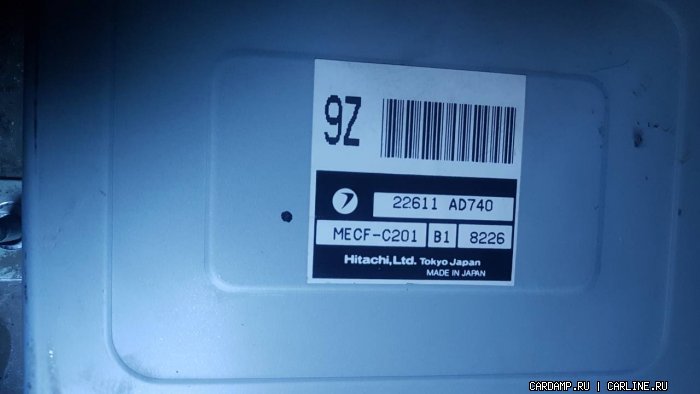 9Z
22611 AD740
MECF-C201 B1 8226
Hitachi, Ltd. Tokyo Japan
MADE IN JAPAN
CARDAMP.RU | CARLINE.RU